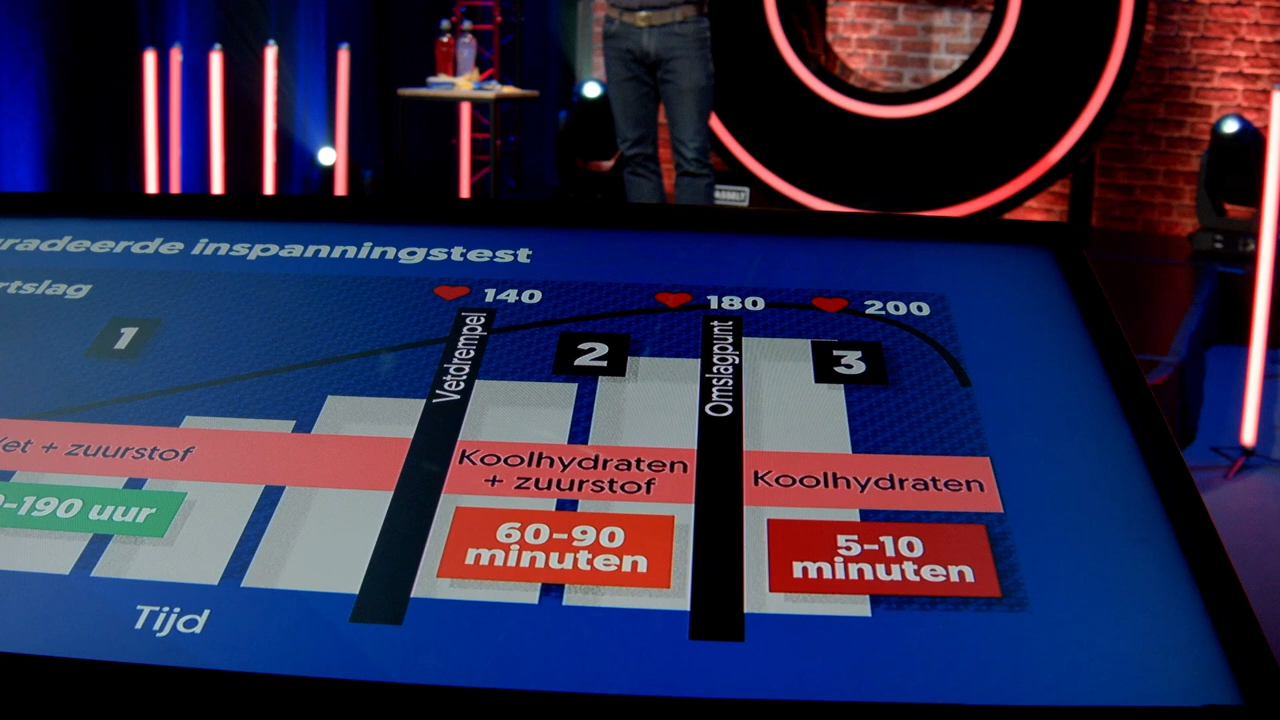 radeerde inspanningstest
rtslag
140
180
200
1
2
3
Vetdrempel
Omslagpunt
et + zuurstof
Koolhydraten
+ zuurstof
Koolhydraten
-190 uur
60-90
minuten
5-10
minuten
Tijd